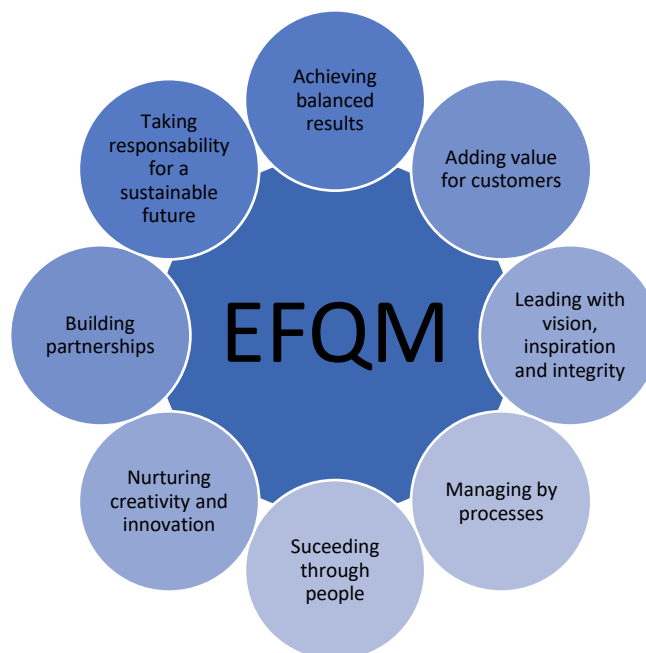 Achieving
balanced
results
Adding value
for customers
Leading with
vision,
inspiration
and integrity
Managing by
processes
Suceeding
through
people
Nurturing
creativity and
innovation
Building
partnerships
Taking
responsability
for a
sustainable
future
EFQM